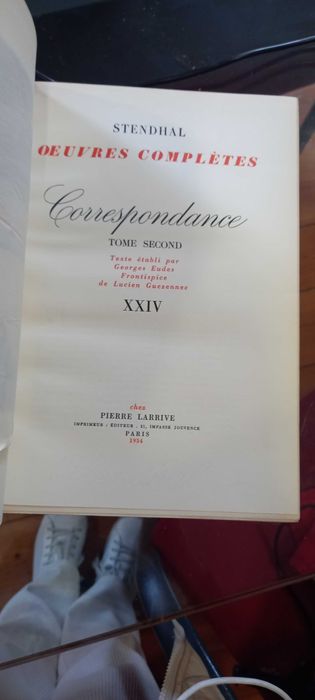 STENDHAL
OEUVRES COMPLÈTES
Correspondance
TOME SECOND
Texte établi par
Georges Eudes
Frontispice
de Lucien Guezennec
XXIV
chez
PIERRE LARRIVE
IMPRIMEUR / ÉDITEUR . 11, IMPASSE JOUVENCE
PARIS
1954